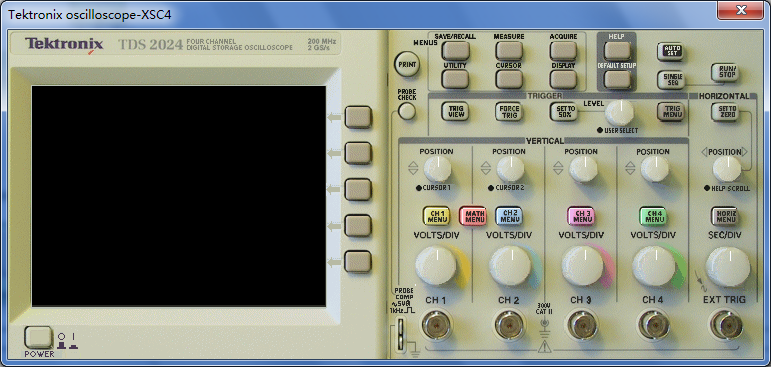 Tektronix oscilloscope-XSC4
Tektronix
TDS 2024
FOUR CHANNEL
DIGITAL STORAGE OSCILLOSCOPE
200 MHz
2 GS/s
POWER
MENUS
SAVE/RECALL
MEASURE
ACQUIRE
HELP
AUTO
SET
PRINT
UTILITY
CURSOR
DISPLAY
DEFAULT SETUP
SINGLE
SEQ
RUN/
STOP
PROBE
CHECK
TRIGGER
HORIZONTAL
TRIG
VIEW
FORCE
TRIG
SET TO
50%
LEVEL
USER SELECT
TRIG
MENU
SET TO
ZERO
VERTICAL
POSITION
POSITION
POSITION
POSITION
POSITION
CURSOR 1
CURSOR 2
HELP SCROLL
CH 1
MENU
MATH
MENU
CH 2
MENU
CH 3
MENU
CH 4
MENU
HORIZ
MENU
VOLTS/DIV
VOLTS/DIV
VOLTS/DIV
VOLTS/DIV
SEC/DIV
PROBE
COMP
~5V@
1kHz
CH 1
CH 2
300V
CAT II
CH 3
CH 4
EXT TRIG